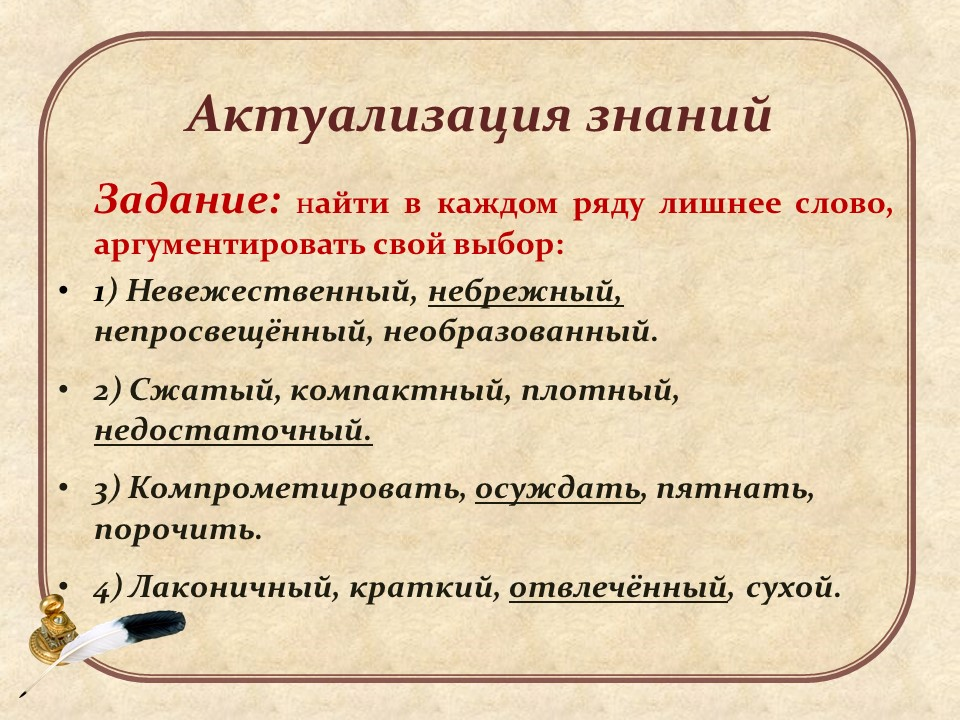 Актуализация знаний
Задание: найти в каждом ряду лишнее слово,
аргументировать свой выбор:
• 1) Невежественный, небрежный,
непросвещённый, необразованный.
• 2) Сжатый, компактный, плотный,
недостаточный.
• 3) Компрометировать, осуждать, пятнать,
порочить.
• 4) Лаконичный, краткий, отвлечённый, сухой.